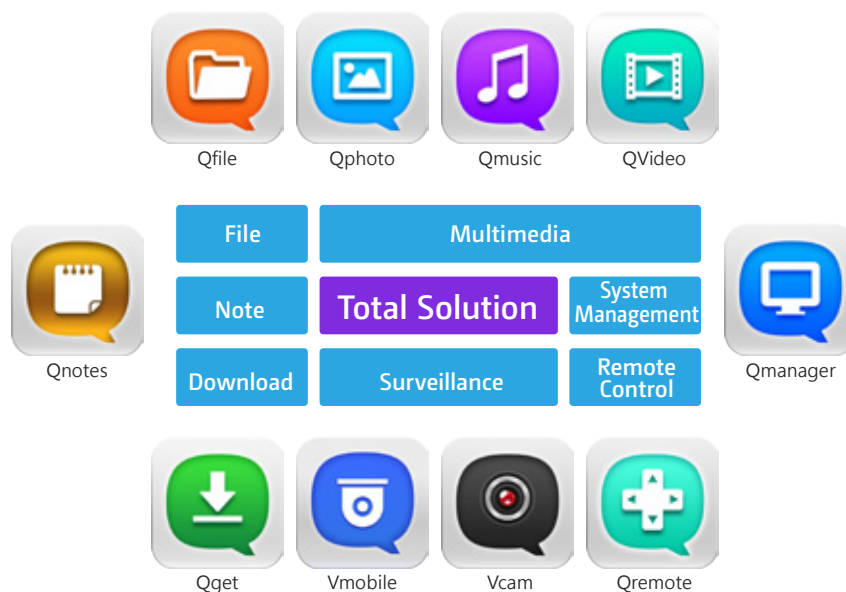 Qfile
Qphoto
Qmusic
QVideo
File
Multimedia
Qnotes
Note
Total Solution
System
Management
Qmanager
Download
Surveillance
Remote
Control
Qget
Vmobile
Vcam
Qremote